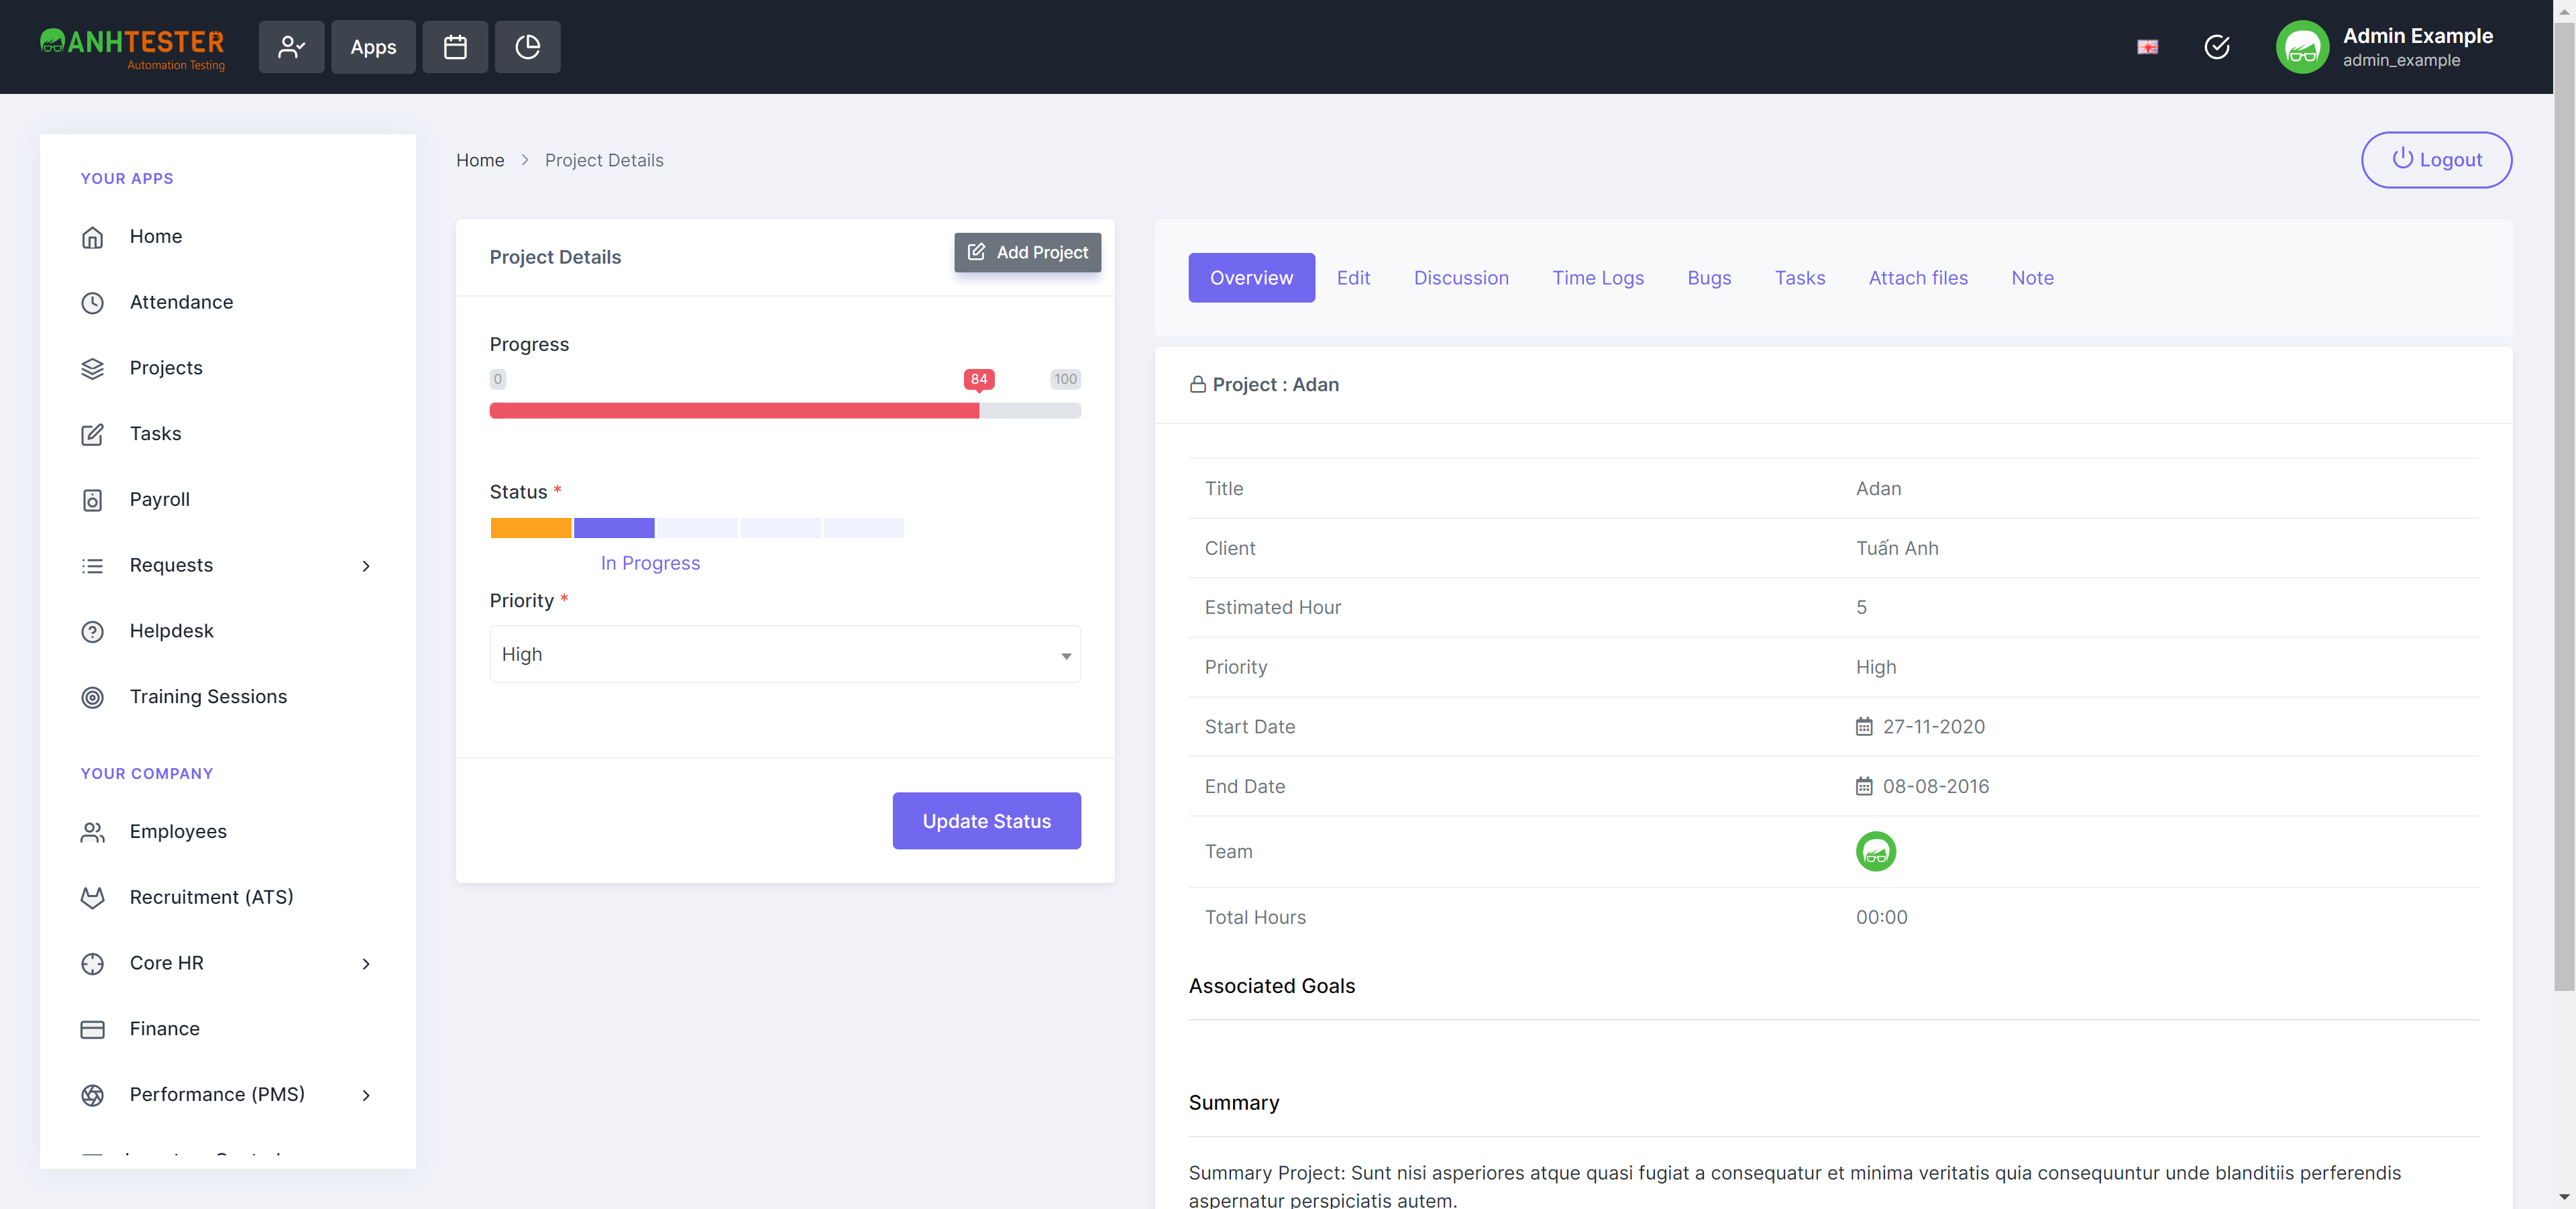 ANHTESTER
Automation Testing
Apps
Admin Example
admin_example
YOUR APPS
Home
Attendance
Projects
Tasks
Payroll
Requests
Helpdesk
Training Sessions
YOUR COMPANY
Employees
Recruitment (ATS)
Core HR
Finance
Performance (PMS)
Home > Project Details
Logout
Project Details
Add Project
Progress
0
84
100
Status *
In Progress
Priority *
High
Update Status
Overview Edit Discussion Time Logs Bugs Tasks Attach files Note
Project : Adan
Title Adan
Client Tuấn Anh
Estimated Hour 5
Priority High
Start Date 27-11-2020
End Date 08-08-2016
Team
Total Hours 00:00
Associated Goals
Summary
Summary Project: Sunt nisi asperiores atque quasi fugiat a consequatur et minima veritatis quia consequuntur unde blanditiis perferendis
aspernatur perspiciatis autem.